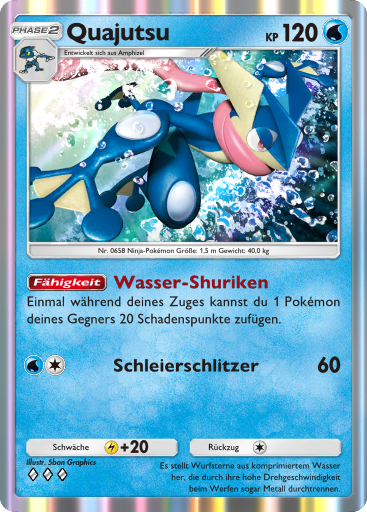 PHASE 2
Quajutsu
KP 120
Entwickelt sich aus Amphizel
Nr. 0658 Ninja-Pokémon Größe: 1,5 m Gewicht: 40,0 kg
Fähigkeit Wasser-Shuriken
Einmal während deines Zuges kannst du 1 Pokémon
deines Gegners 20 Schadenspunkte zufügen.
Schleierschlitzer 60
Schwäche +20 Rückzug
Illustr. 5ban Graphics
Es stellt Wurfsterne aus komprimiertem Wasser
her, die durch ihre hohe Drehgeschwindigkeit
beim Werfen sogar Metall durchtrennen.